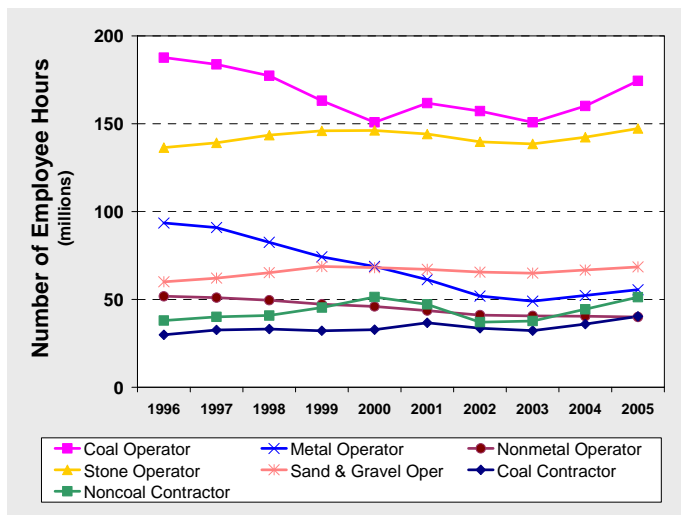 200
150
100
50
0
Number of Employee Hours
(millions)
1996 1997 1998 1999 2000 2001 2002 2003 2004 2005
Coal Operator Metal Operator Nonmetal Operator
Stone Operator Sand & Gravel Oper Coal Contractor
Noncoal Contractor